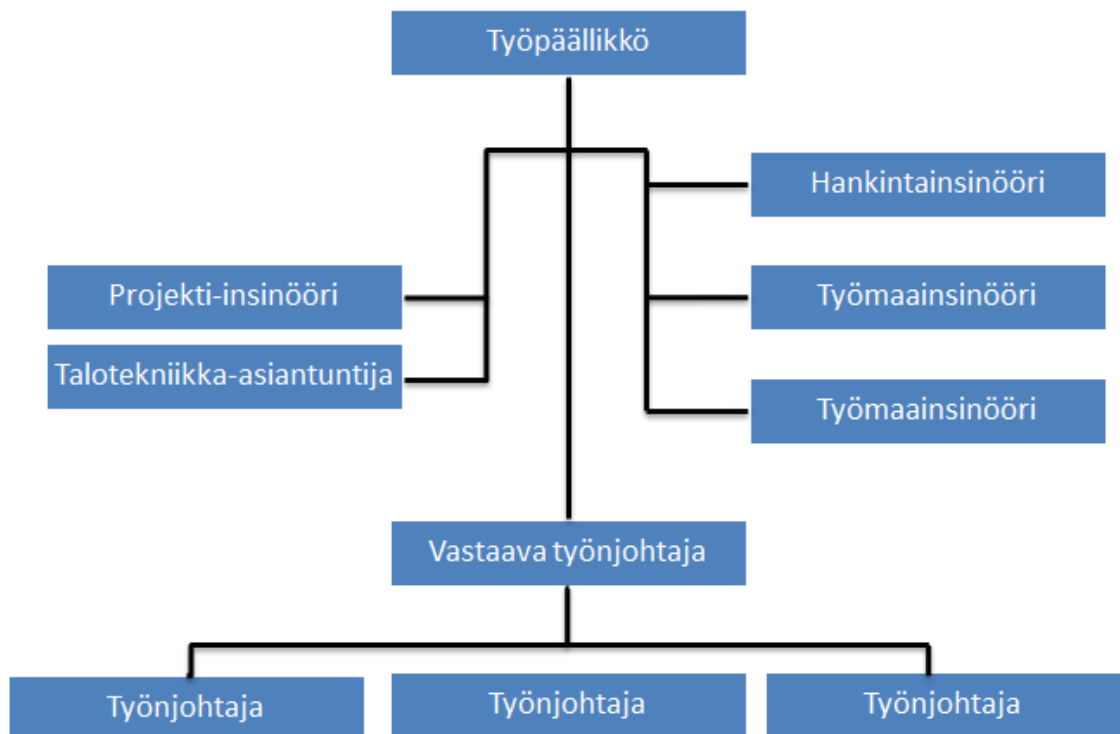 Työpäällikkö
Hankintainsinööri
Projekti-insinööri
Työmaainsinööri
Talotekniikka-asiantuntija
Työmaainsinööri
Vastaava työnjohtaja
Työnjohtaja
Työnjohtaja
Työnjohtaja